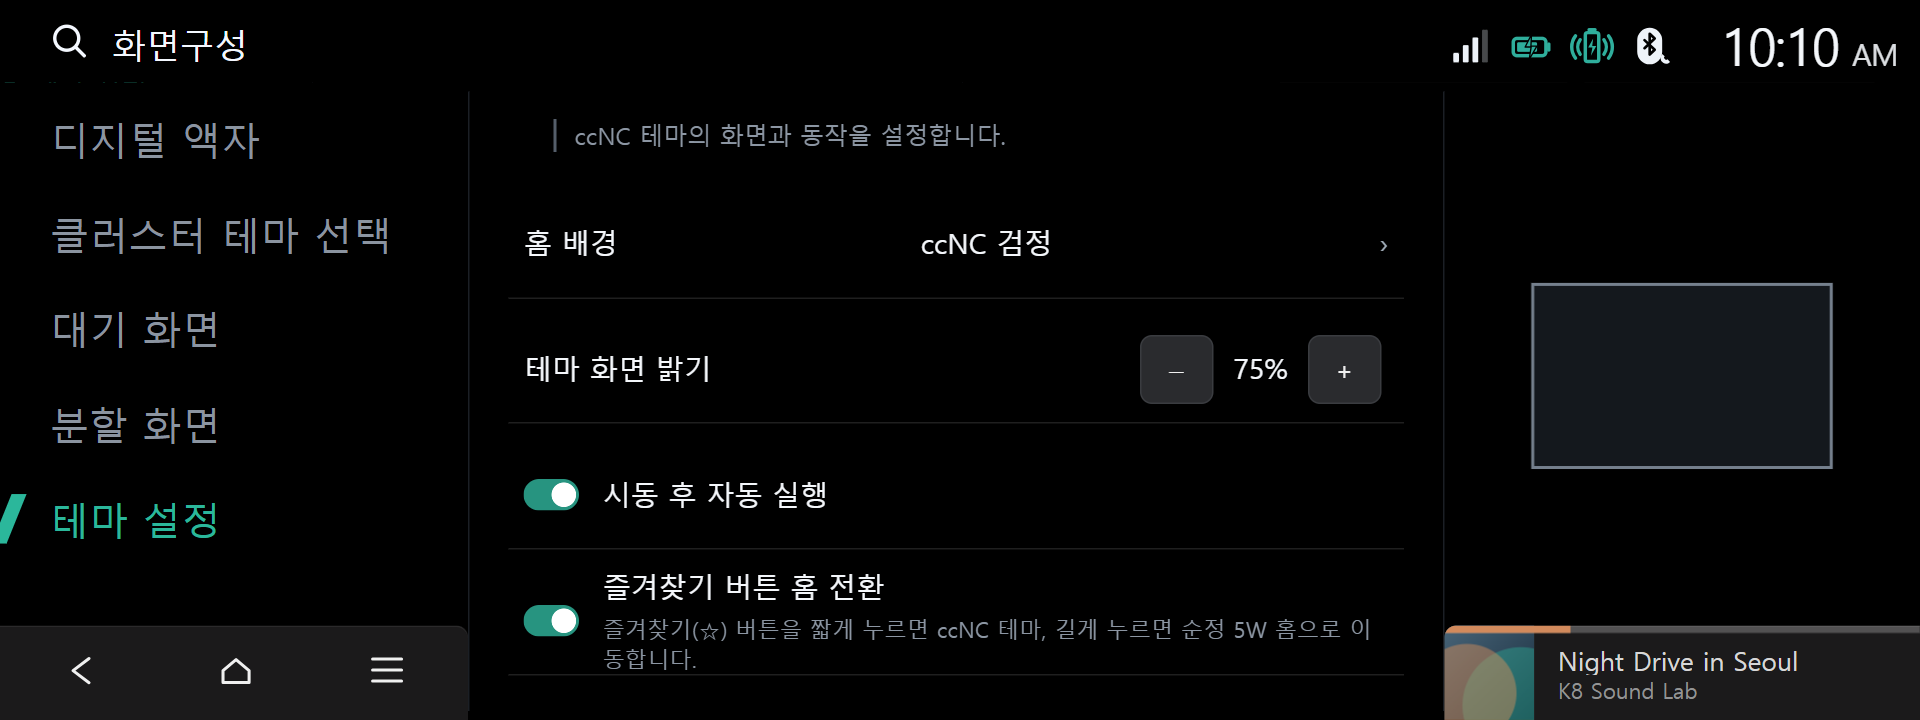 화면구성
10:10 AM
디지털 액자
클러스터 테마 선택
대기 화면
분할 화면
테마 설정
ccNC 테마의 화면과 동작을 설정합니다.
홈 배경
ccNC 검정
›
테마 화면 밝기
–
75%
+
시동 후 자동 실행
즐겨찾기 버튼 홈 전환
즐겨찾기(☆) 버튼을 짧게 누르면 ccNC 테마, 길게 누르면 순정 5W 홈으로 이
동합니다.
Night Drive in Seoul
K8 Sound Lab